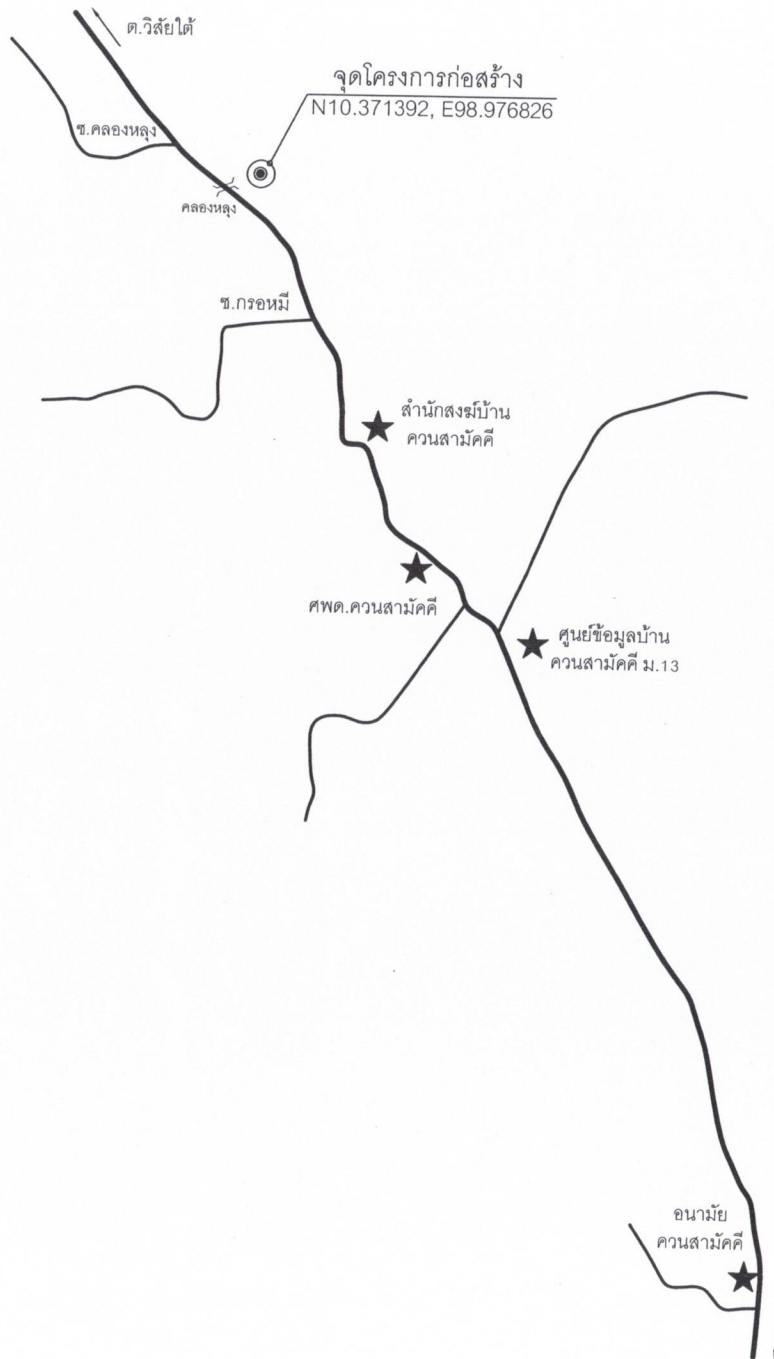 ต.วิสัยใต้
จุดโครงการก่อสร้าง
N10.371392, E98.976826
ซ.คลองหลุง
คลองหลุง
ซ.กรอหมี
สำนักสงฆ์บ้าน
ควนสามัคคี
ศพด.ควนสามัคคี
ศูนย์ข้อมูลบ้าน
ควนสามัคคี ม.13
อนามัย
ควนสามัคคี